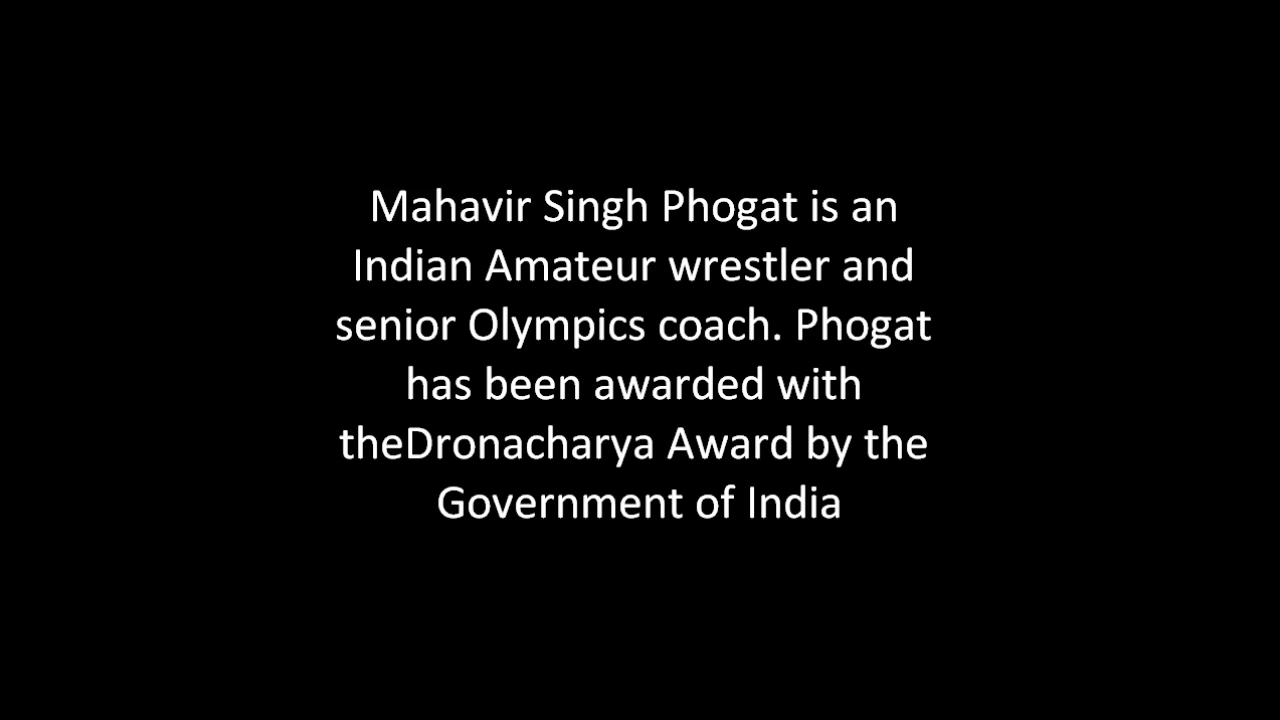 Mahavir Singh Phogat is an
Indian Amateur wrestler and
senior Olympics coach. Phogat
has been awarded with
theDronacharya Award by the
Government of India